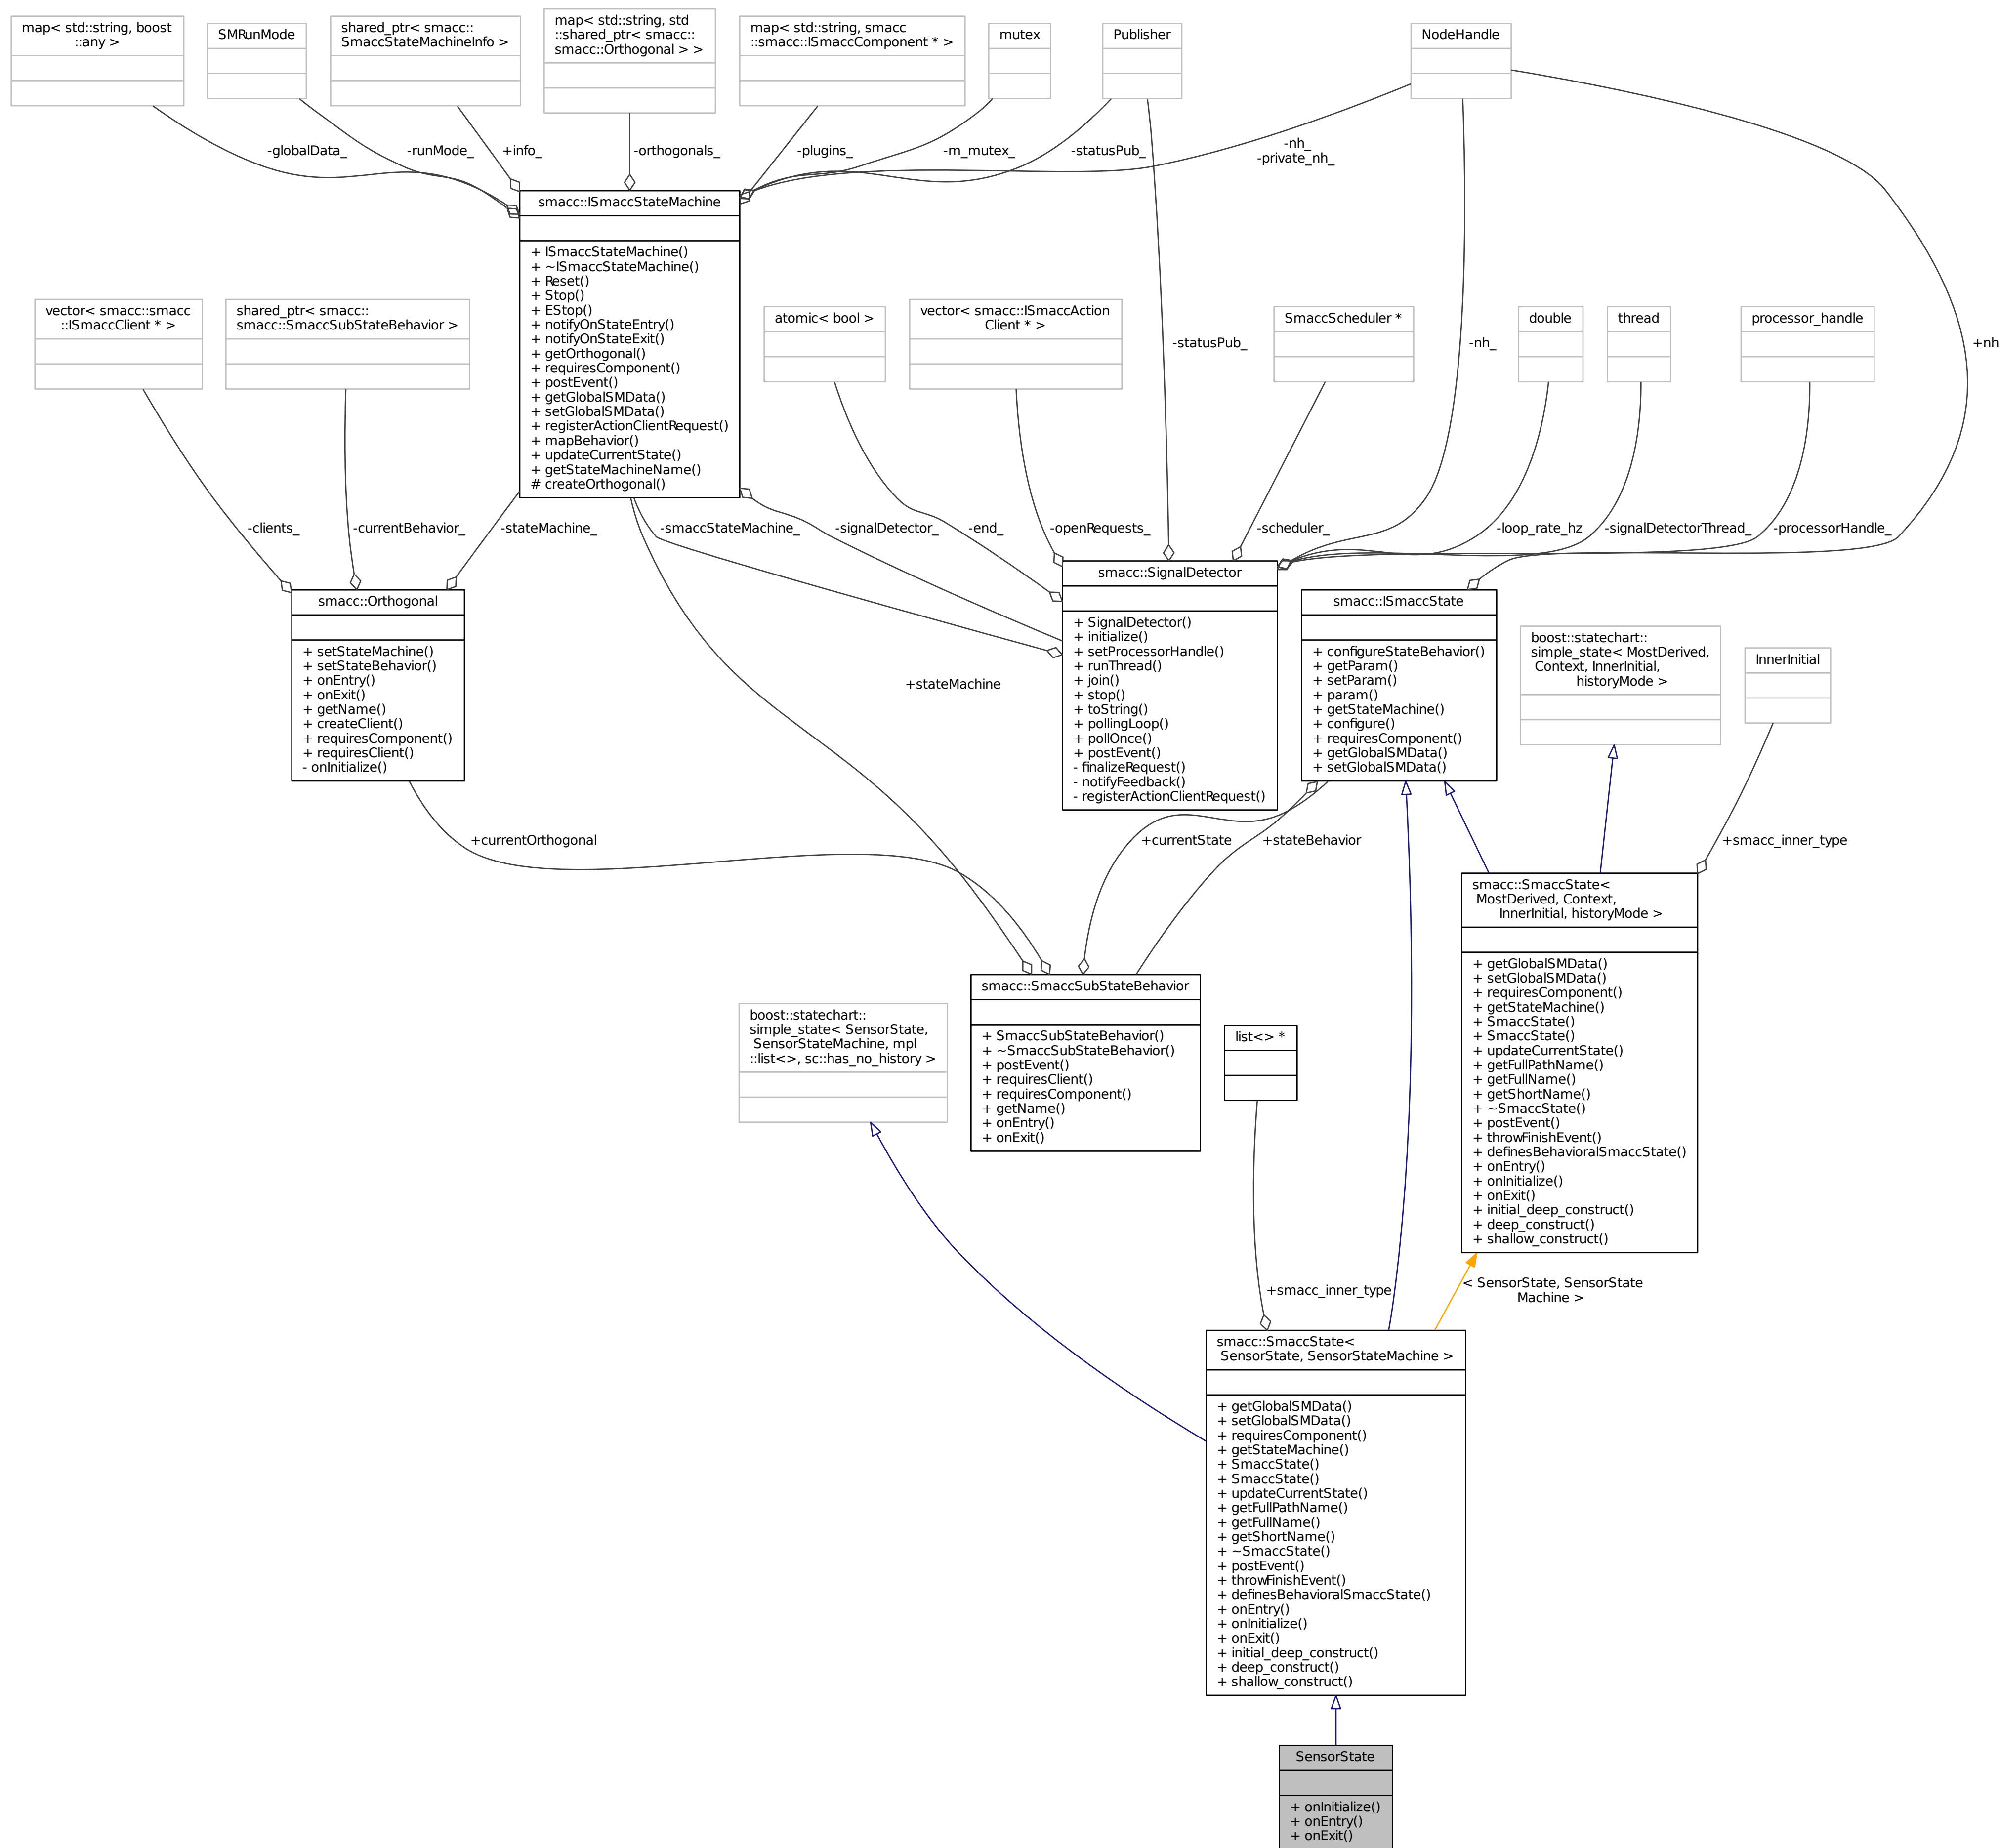 map< std::string, boost
::any >
SMRunMode
shared_ptr< smacc::
SmaccStateMachineInfo >
map< std::string, std
::shared_ptr< smacc::
smacc::Orthogonal > >
map< std::string, smacc
::smacc::ISmaccComponent * >
mutex
Publisher
NodeHandle
-globalData_
-runMode_
+info_
-orthogonals_
-plugins_
-m_mutex_
-statusPub_
-nh_
-private_nh_
smacc::ISmaccStateMachine
+ ISmaccStateMachine()
+ ~ISmaccStateMachine()
+ Reset()
+ Stop()
+ EStop()
+ notifyOnStateEntry()
+ notifyOnStateExit()
+ getOrthogonal()
+ requiresComponent()
+ postEvent()
+ getGlobalSMData()
+ setGlobalSMData()
+ registerActionClientRequest()
+ mapBehavior()
+ updateCurrentState()
+ getStateMachineName()
# createOrthogonal()
vector< smacc::smacc
::ISmaccClient * >
shared_ptr< smacc::
smacc::SmaccSubStateBehavior >
atomic< bool >
vector< smacc::ISmaccAction
Client * >
SmaccScheduler *
double
thread
processor_handle
-statusPub_
-nh_
+nh
-clients_
-currentBehavior_
-stateMachine_
-smaccStateMachine_
-signalDetector_
-end_
-openRequests_
-scheduler_
-loop_rate_hz
-signalDetectorThread_
-processorHandle_
smacc::Orthogonal
+ setStateMachine()
+ setStateBehavior()
+ onEntry()
+ onExit()
+ getName()
+ createClient()
+ requiresComponent()
+ requiresClient()
- onInitialize()
smacc::SignalDetector
+ SignalDetector()
+ initialize()
+ setProcessorHandle()
+ runThread()
+ join()
+ stop()
+ toString()
+ pollingLoop()
+ pollOnce()
+ postEvent()
- finalizeRequest()
- notifyFeedback()
- registerActionClientRequest()
smacc::ISmaccState
+ configureStateBehavior()
+ getParam()
+ setParam()
+ param()
+ getStateMachine()
+ configure()
+ requiresComponent()
+ getGlobalSMData()
+ setGlobalSMData()
boost::statechart::
simple_state< MostDerived,
Context, InnerInitial,
historyMode >
InnerInitial
+stateMachine
+currentOrthogonal
+currentState
+stateBehavior
+smacc_inner_type
smacc::SmaccState<
MostDerived, Context,
InnerInitial, historyMode >
+ getGlobalSMData()
+ setGlobalSMData()
+ requiresComponent()
+ getStateMachine()
+ SmaccState()
+ SmaccState()
+ updateCurrentState()
+ getFullPathName()
+ getFullName()
+ getShortName()
+ ~SmaccState()
+ postEvent()
+ throwFinishEvent()
+ definesBehavioralSmaccState()
+ onEntry()
+ onInitialize()
+ onExit()
+ initial_deep_construct()
+ deep_construct()
+ shallow_construct()
smacc::SmaccSubStateBehavior
+ SmaccSubStateBehavior()
+ ~SmaccSubStateBehavior()
+ postEvent()
+ requiresClient()
+ requiresComponent()
+ getName()
+ onEntry()
+ onExit()
boost::statechart::
simple_state< SensorState,
SensorStateMachine, mpl
::list<>, sc::has_no_history >
list<> *
+smacc_inner_type
< SensorState, SensorState
Machine >
smacc::SmaccState<
SensorState, SensorStateMachine >
+ getGlobalSMData()
+ setGlobalSMData()
+ requiresComponent()
+ getStateMachine()
+ SmaccState()
+ SmaccState()
+ updateCurrentState()
+ getFullPathName()
+ getFullName()
+ getShortName()
+ ~SmaccState()
+ postEvent()
+ throwFinishEvent()
+ definesBehavioralSmaccState()
+ onEntry()
+ onInitialize()
+ onExit()
+ initial_deep_construct()
+ deep_construct()
+ shallow_construct()
SensorState
+ onInitialize()
+ onEntry()
+ onExit()